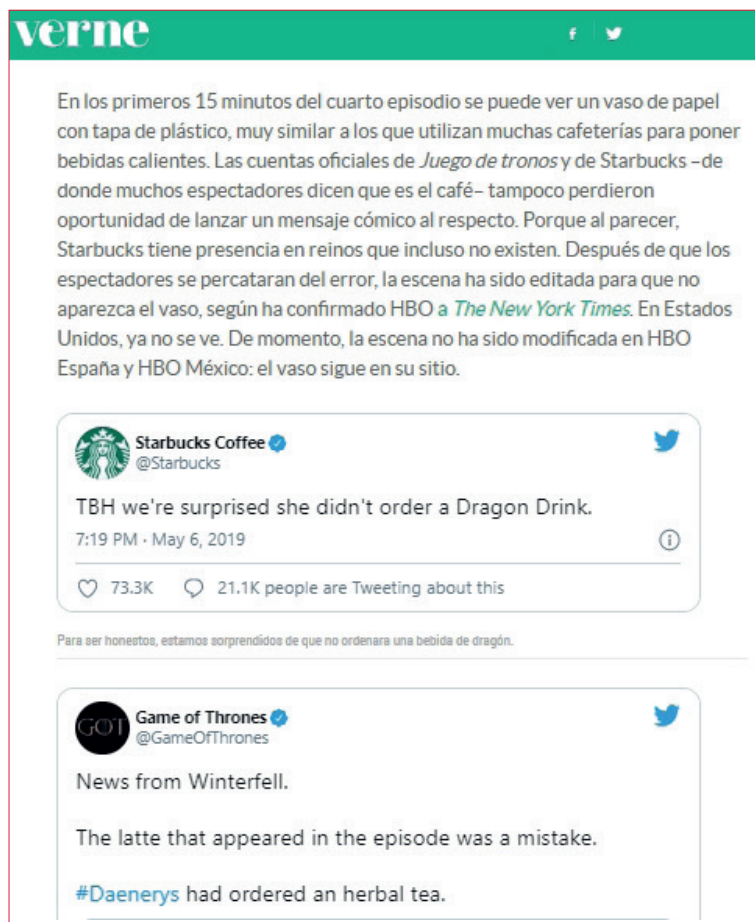 verne
En los primeros 15 minutos del cuarto episodio se puede ver un vaso de papel
con tapa de plástico, muy similar a los que utilizan muchas cafeterías para poner
bebidas calientes. Las cuentas oficiales de Juego de tronos y de Starbucks –de
donde muchos espectadores dicen que es el café– tampoco perdieron
oportunidad de lanzar un mensaje cómico al respecto. Porque al parecer,
Starbucks tiene presencia en reinos que incluso no existen. Después de que los
espectadores se percataran del error, la escena ha sido editada para que no
aparezca el vaso, según ha confirmado HBO a The New York Times. En Estados
Unidos, ya no se ve. De momento, la escena no ha sido modificada en HBO
España y HBO México: el vaso sigue en su sitio.
Starbucks Coffee
@Starbucks
TBH we're surprised she didn't order a Dragon Drink.
7:19 PM · May 6, 2019
73.3K 21.1K people are Tweeting about this
Para ser honestos, estamos sorprendidos de que no ordenara una bebida de dragón.
GOT
Game of Thrones
@GameOfThrones
News from Winterfell.
The latte that appeared in the episode was a mistake.
#Daenerys had ordered an herbal tea.